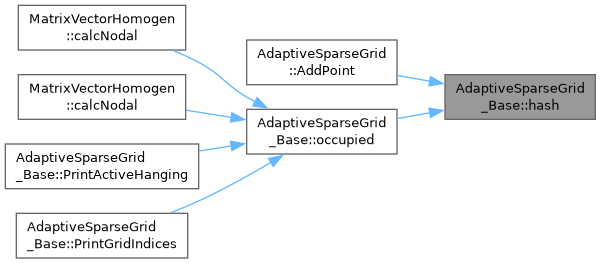 MatrixVectorHomogen
::calcNodal
MatrixVectorHomogen
::calcNodal
AdaptiveSparseGrid
_Base::PrintActiveHanging
AdaptiveSparseGrid
_Base::PrintGridIndices
AdaptiveSparseGrid
::AddPoint
AdaptiveSparseGrid
_Base::occupied
AdaptiveSparseGrid
_Base::hash